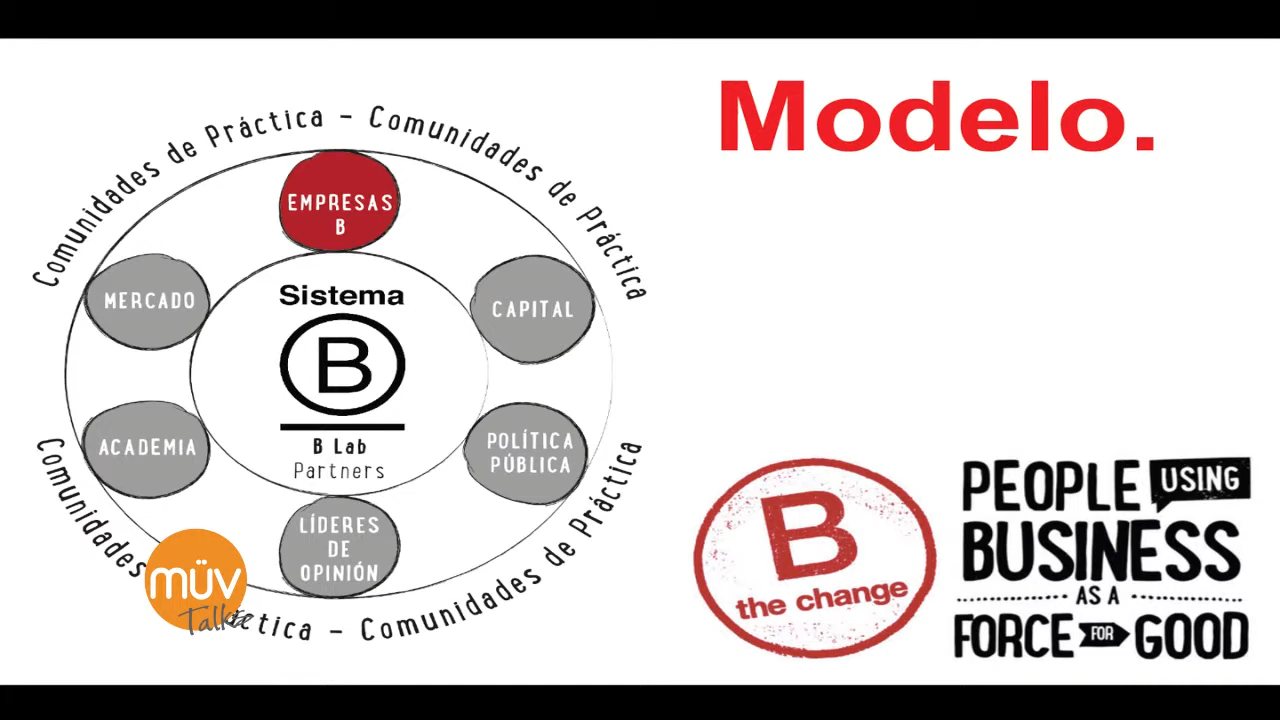 Modelo.
Comunidades de Práctica – Comunidades de Práctica
EMPRESAS
B
MERCADO
CAPITAL
Sistema
B
B Lab
Partners
ACADEMIA
POLÍTICA
PÚBLICA
LÍDERES
DE
OPINIÓN
Comunidades
– Comunidades de Práctica
müv
Talks
B
the change
PEOPLE USING
BUSINESS
AS A
FORCE FOR GOOD